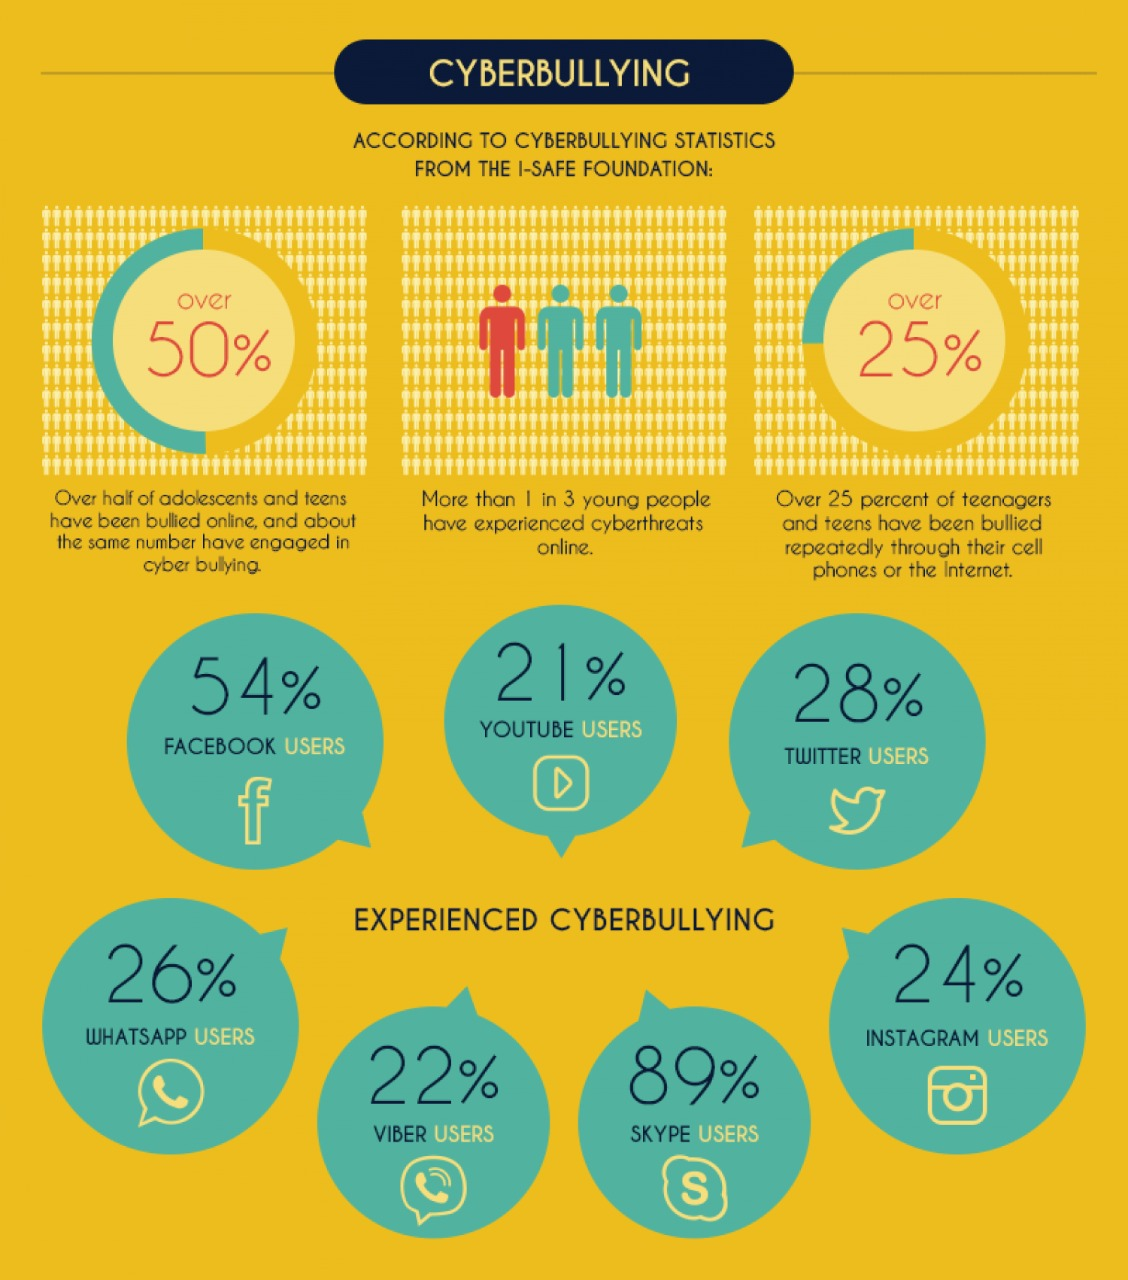 CYBERBULLYING
ACCORDING TO CYBERBULLYING STATISTICS
FROM THE I-SAFE FOUNDATION:
over
50%
Over half of adolescents and teens
have been bullied online, and about
the same number have engaged in
cyber bullying.
More than 1 in 3 young people
have experienced cyberthreats
online.
over
25%
Over 25 percent of teenagers
and teens have been bullied
repeatedly through their cell
phones or the Internet.
54%
FACEBOOK USERS
f
21%
YOUTUBE USERS
28%
TWITTER USERS
EXPERIENCED CYBERBULLYING
26%
WHATSAPP USERS
22%
VIBER USERS
89%
SKYPE USERS
S
24%
INSTAGRAM USERS